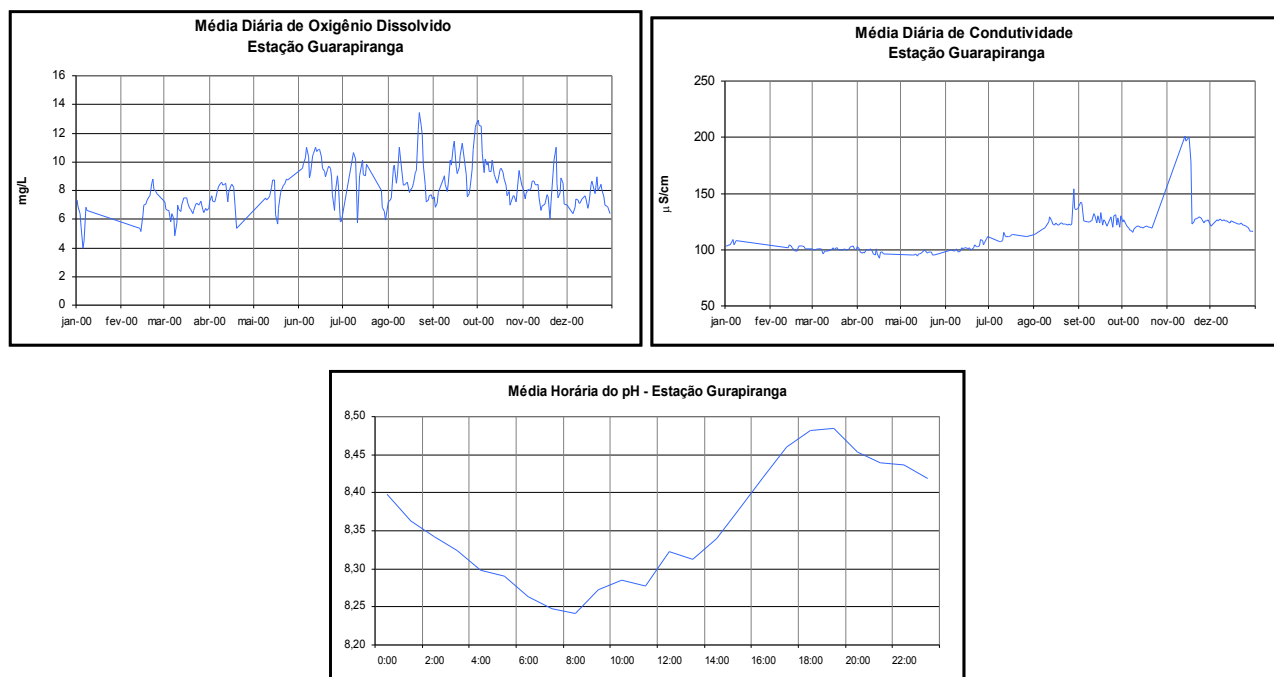 Média Diária de Oxigênio Dissolvido
Estação Guarapiranga
mg/L
16
14
12
10
8
6
4
2
0
jan-00 fev-00 mar-00 abr-00 mai-00 jun-00 jul-00 ago-00 set-00 out-00 nov-00 dez-00
Média Diária de Condutividade
Estação Guarapiranga
µ S/cm
250
200
150
100
50
jan-00 fev-00 mar-00 abr-00 mai-00 jun-00 jul-00 ago-00 set-00 out-00 nov-00 dez-00
Média Horária do pH - Estação Gurapiranga
8,50
8,45
8,40
8,35
8,30
8,25
8,20
0:00 2:00 4:00 6:00 8:00 10:00 12:00 14:00 16:00 18:00 20:00 22:00